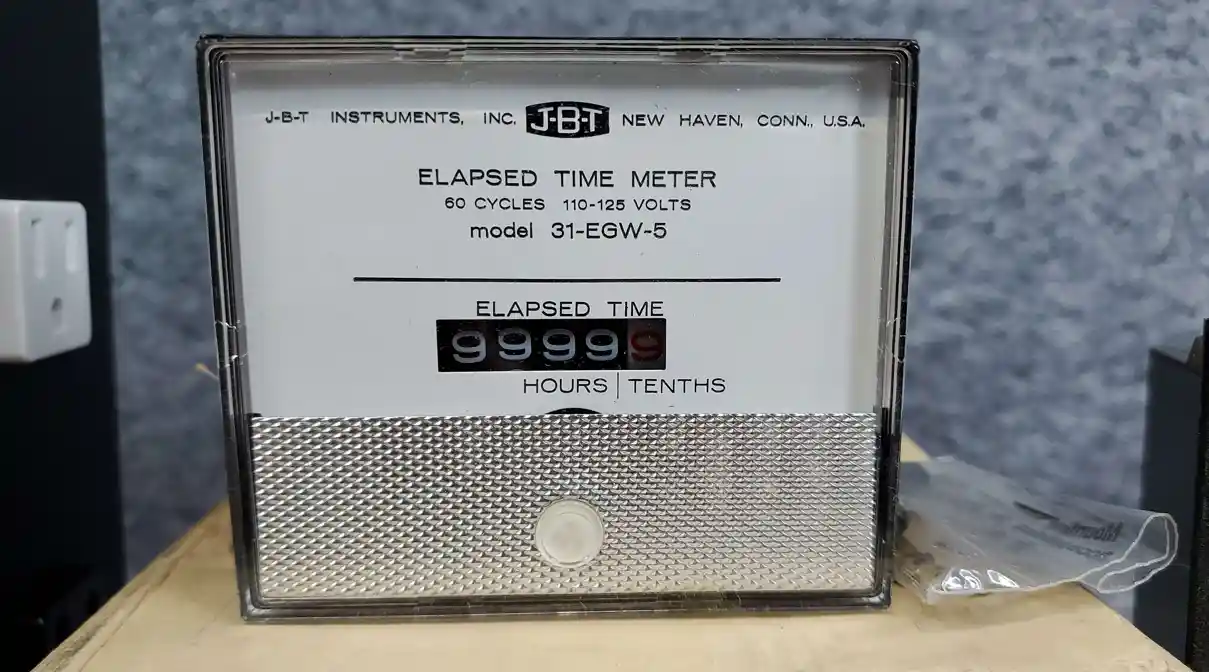 J-B-T INSTRUMENTS, INC. J-B-T NEW HAVEN, CONN., U.S.A.
ELAPSED TIME METER
60 CYCLES 110-125 VOLTS
model 31-EGW-5
ELAPSED TIME
99999
HOURS | TENTHS